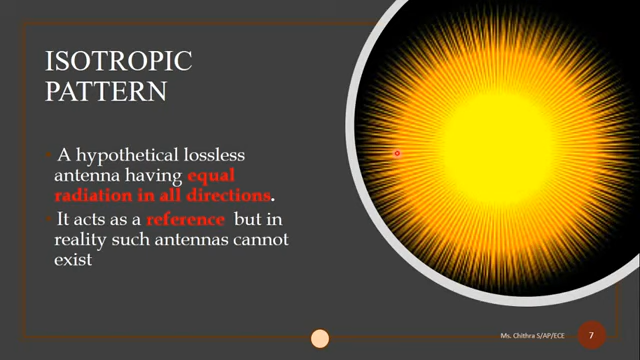 ISOTROPIC
PATTERN
A hypothetical lossless
antenna having equal
radiation in all directions.
It acts as a reference but in
reality such antennas cannot
exist
Ms. Chithra S/AP/ECE
7